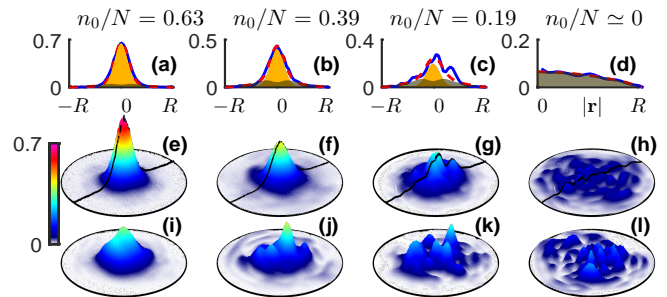 n₀/N = 0.63 n₀/N = 0.39 n₀/N = 0.19 n₀/N ≃ 0
0.7 0.5 0.4 0.2
(a) (b) (c) (d)
0 0 0 0
−R 0 R −R 0 R −R 0 R 0 |r| R
(e) (f) (g) (h)
0.7
0
(i) (j) (k) (l)